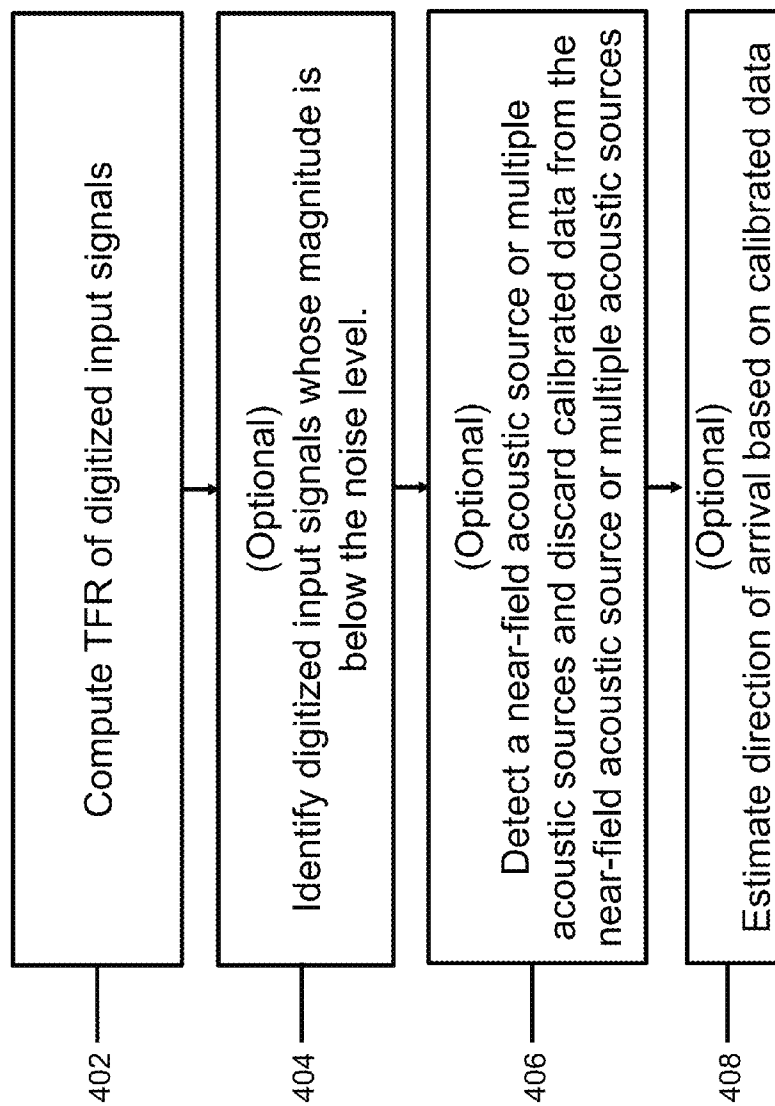 402
Compute TFR of digitized input signals
404
(Optional)
Identify digitized input signals whose magnitude is
below the noise level.
406
(Optional)
Detect a near-field acoustic source or multiple
acoustic sources and discard calibrated data from the
near-field acoustic source or multiple acoustic sources
408
(Optional)
Estimate direction of arrival based on calibrated data